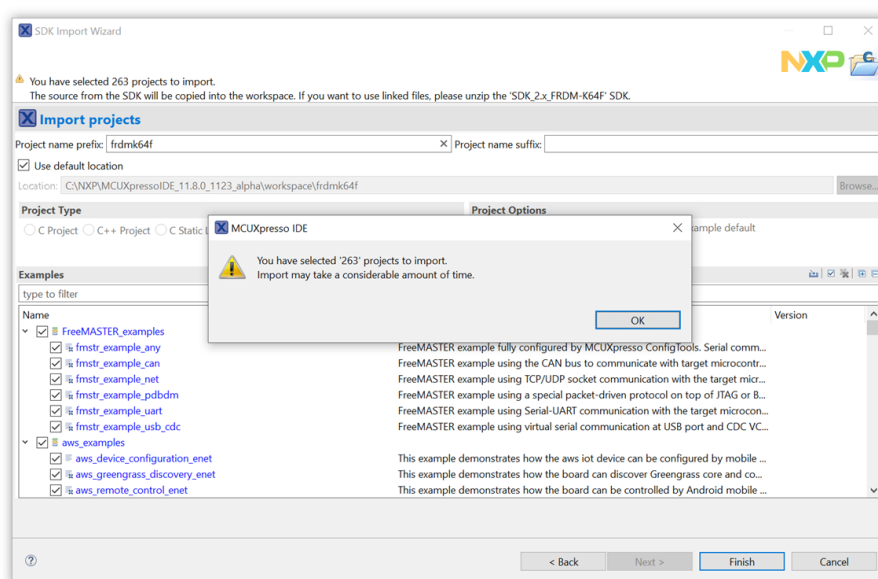 SDK Import Wizard
NXP
You have selected 263 projects to import.
The source from the SDK will be copied into the workspace. If you want to use linked files, please unzip the 'SDK_2.x_FRDM-K64F' SDK.
Import projects
Project name prefix: frdmk64f
Project name suffix:
Use default location
Location: C:\NXP\MCUXpressoIDE_11.8.0_1123_alpha\workspace\frdmk64f
Browse...
Project Type
Project Options
C Project C++ Project C Static
ample default
MCUXpresso IDE
You have selected '263' projects to import.
Import may take a considerable amount of time.
OK
Examples
type to filter
Name
Version
FreeMASTER_examples
fmstr_example_any FreeMASTER example fully configured by MCUXpresso ConfigTools. Serial comm...
fmstr_example_can FreeMASTER example using the CAN bus to communicate with target microcontr...
fmstr_example_net FreeMASTER example using TCP/UDP socket communication with the target micr...
fmstr_example_pdbdm FreeMASTER example using a special packet-driven protocol on top of JTAG or B...
fmstr_example_uart FreeMASTER example using Serial-UART communication with the target microcon...
fmstr_example_usb_cdc FreeMASTER example using virtual serial communication at USB port and CDC VC...
aws_examples
aws_device_configuration_enet This example demonstrates how the aws iot device can be configured by mobile ...
aws_greengrass_discovery_enet This example demonstrates how the board can discover Greengrass core and co...
aws_remote_control_enet This example demonstrates how the board can be controlled by Android mobile ...
< Back
Next >
Finish
Cancel